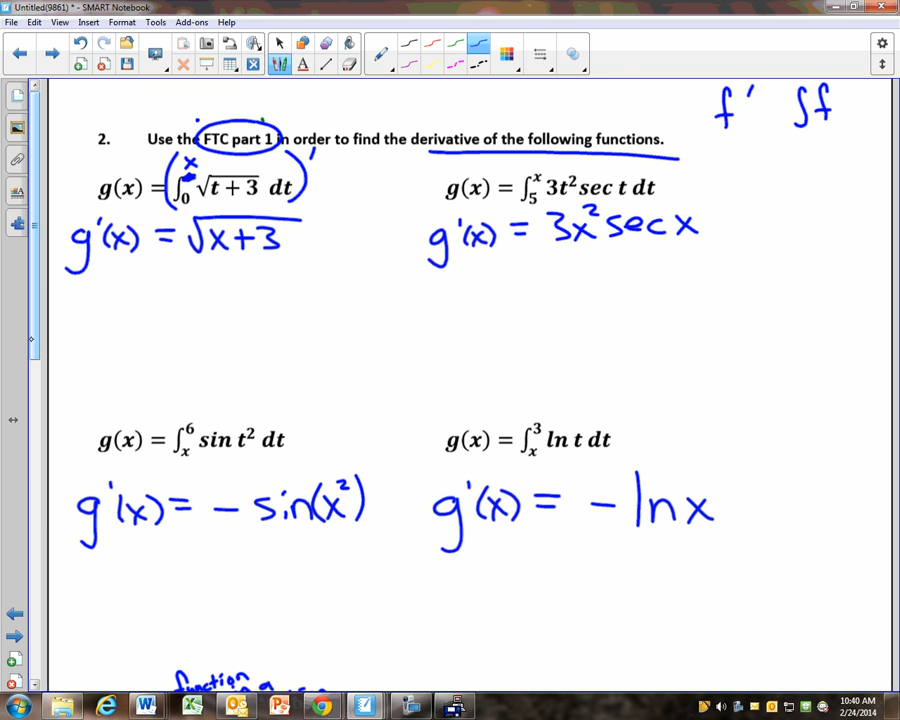 Untitled(9861) * - SMART Notebook
File Edit View Insert Format Tools Add-ons Help
f' ∫f
2. Use the FTC part 1 in order to find the derivative of the following functions.
g(x) = (∫₀ˣ √(t + 3) dt)' g(x) = ∫₅ˣ 3t² sec t dt
g'(x) = √(x+3) g'(x) = 3x² sec x
g(x) = ∫ₓ⁶ sin t² dt g(x) = ∫ₓ³ ln t dt
g'(x) = - sin(x²) g'(x) = - ln x
function
10:40 AM
2/24/2014